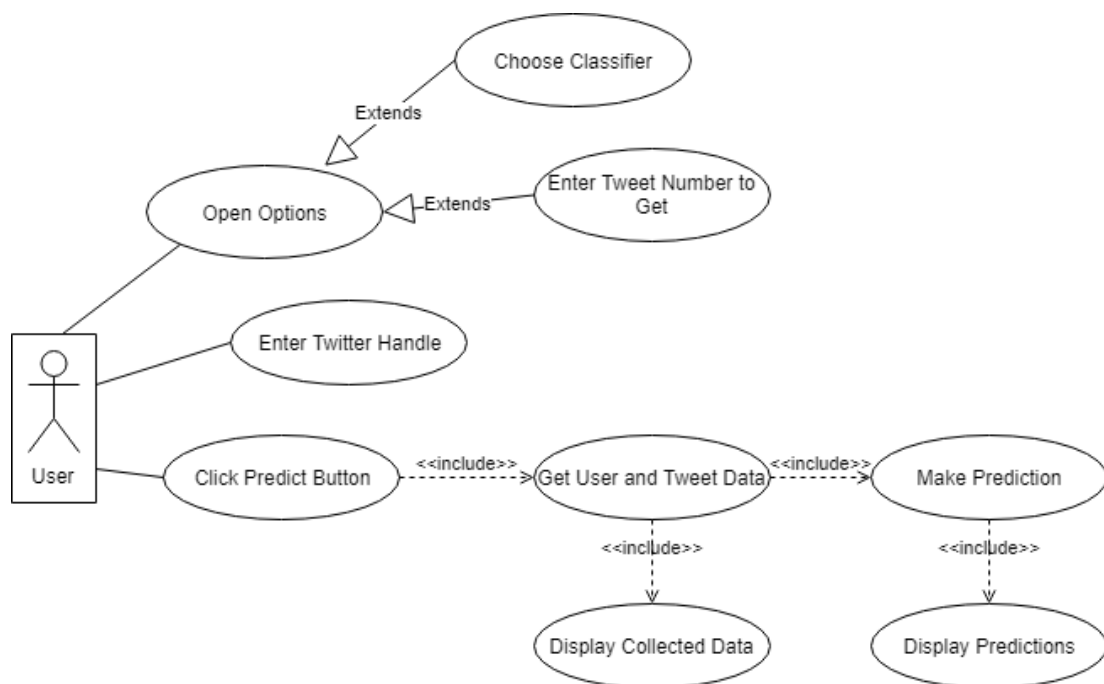 Choose Classifier
Extends
Enter Tweet Number to
Get
Extends
Open Options
Enter Twitter Handle
User
Click Predict Button
<<include>>
Get User and Tweet Data
<<include>>
Make Prediction
<<include>>
<<include>>
Display Collected Data
Display Predictions